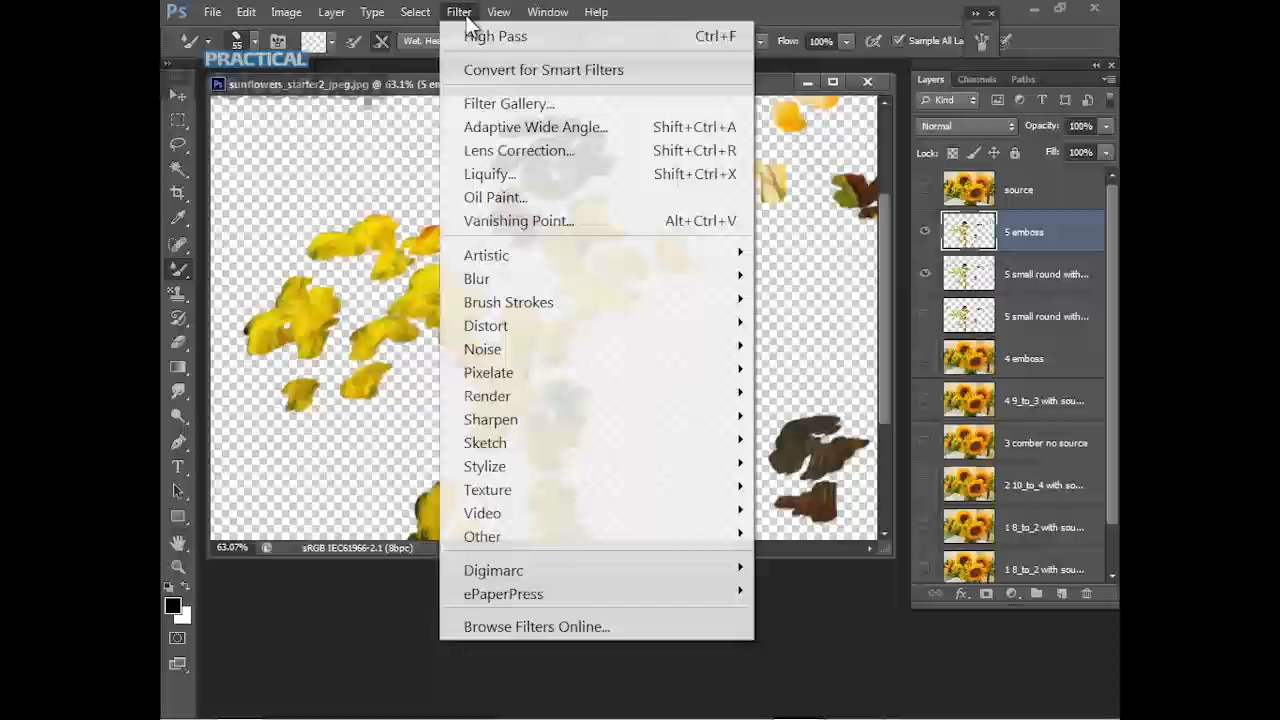 Ps File Edit Image Layer Type Select Filter View Window Help
55 Flow: 100% Sample All La
PRACTICAL
Ps sunflowers_starter2_jpeg.jpg @ 63.1% (5 em
High Pass Ctrl+F
Convert for Smart Filters
Filter Gallery...
Adaptive Wide Angle... Shift+Ctrl+A
Lens Correction... Shift+Ctrl+R
Liquify... Shift+Ctrl+X
Oil Paint...
Vanishing Point... Alt+Ctrl+V
Artistic
Blur
Brush Strokes
Distort
Noise
Pixelate
Render
Sharpen
Sketch
Stylize
Texture
Video
Other
Digimarc
ePaperPress
Browse Filters Online...
63.07% sRGB IEC61966-2.1 (8bpc)
Layers Channels Paths
Kind
Normal Opacity: 100%
Lock: Fill: 100%
source
5 emboss
5 small round with...
5 small round with...
4 emboss
4 9_to_3 with sou...
3 comber no source
2 10_to_4 with so...
1 8_to_2 with sou...
1 8_to_2 with sou...